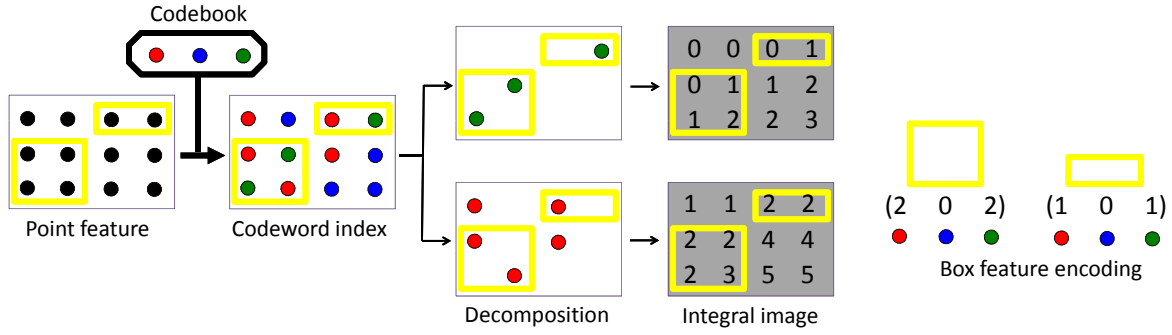 Codebook
0 0 0 1
0 1 1 2
1 2 2 3
Point feature
Codeword index
1 1 2 2
2 2 4 4
2 3 5 5
Decomposition
Integral image
(2 0 2)
(1 0 1)
Box feature encoding